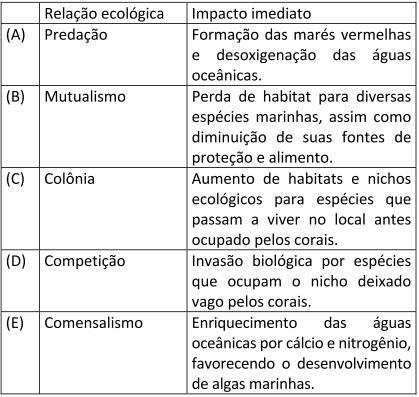 Relação ecológica Impacto imediato
(A) Predação Formação das marés vermelhas
e desoxigenação das águas
oceânicas.
(B) Mutualismo Perda de habitat para diversas
espécies marinhas, assim como
diminuição de suas fontes de
proteção e alimento.
(C) Colônia Aumento de habitats e nichos
ecológicos para espécies que
passam a viver no local antes
ocupado pelos corais.
(D) Competição Invasão biológica por espécies
que ocupam o nicho deixado
vago pelos corais.
(E) Comensalismo Enriquecimento das águas
oceânicas por cálcio e nitrogênio,
favorecendo o desenvolvimento
de algas marinhas.